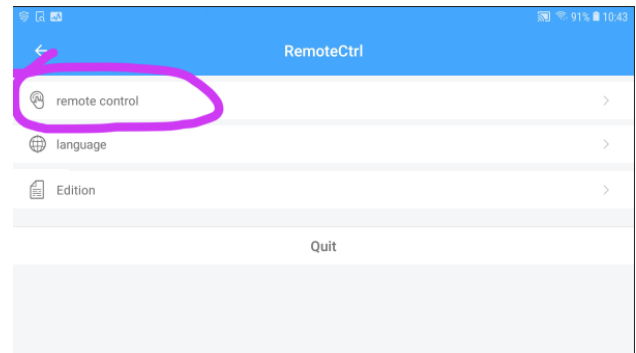 91% 10:43
RemoteCtrl
remote control
language
Edition
Quit